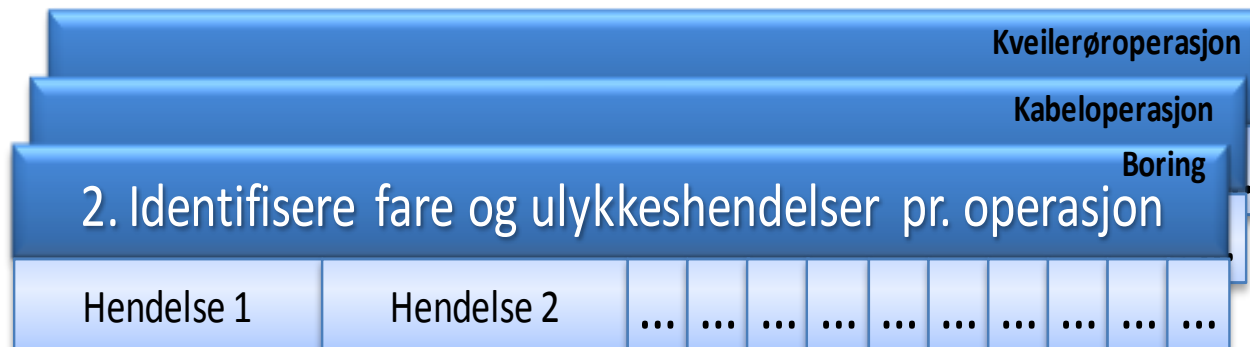 Kveilerøroperasjon
Kabeloperasjon
Boring
2. Identifisere fare og ulykkeshendelser pr. operasjon
Hendelse 1 Hendelse 2 ... ... ... ... ... ... ... ... ... ...